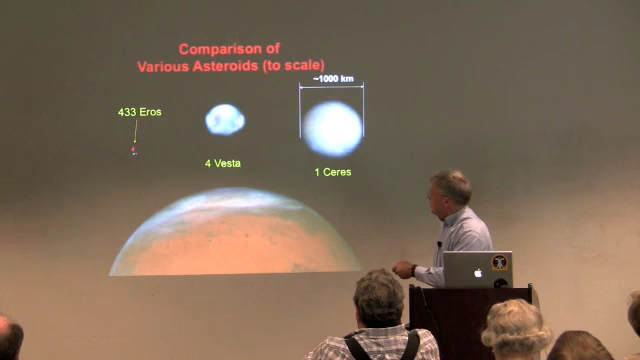 Comparison of
Various Asteroids (to scale)
~1000 km
433 Eros
4 Vesta
1 Ceres